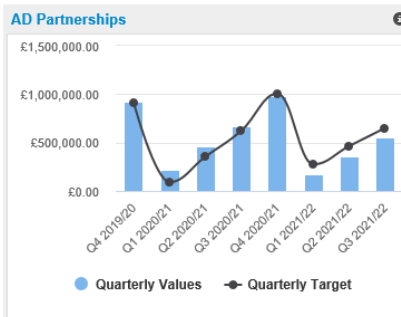 AD Partnerships
£1,500,000.00
£1,000,000.00
£500,000.00
£0.00
Q4 2019/20
Q1 2020/21
Q2 2020/21
Q3 2020/21
Q4 2020/21
Q1 2021/22
Q2 2021/22
Q3 2021/22
Quarterly Values
Quarterly Target